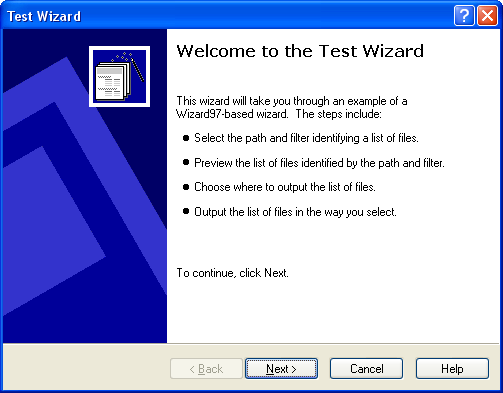 Test Wizard
Welcome to the Test Wizard
This wizard will take you through an example of a
Wizard97-based wizard.  The steps include:
● Select the path and filter identifying a list of files.
● Preview the list of files identified by the path and filter.
● Choose where to output the list of files.
● Output the list of files in the way you select.
To continue, click Next.
< Back Next > Cancel Help